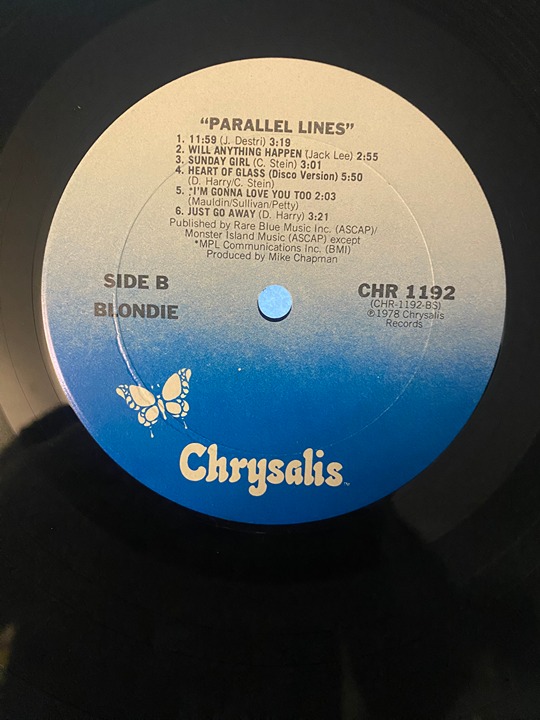 "PARALLEL LINES"
1. 11:59 (J. Destri) 3:19
2. WILL ANYTHING HAPPEN (Jack Lee) 2:55
3. SUNDAY GIRL (C. Stein) 3:01
4. HEART OF GLASS (Disco Version) 5:50
(D. Harry/C. Stein)
5. *I'M GONNA LOVE YOU TOO 2:03
(Mauldin/Sullivan/Petty)
6. JUST GO AWAY (D. Harry) 3:21
Published by Rare Blue Music Inc. (ASCAP)/
Monster Island Music (ASCAP) except
*MPL Communications Inc. (BMI)
Produced by Mike Chapman
SIDE B
BLONDIE
CHR 1192
(CHR-1192-BS)
℗1978 Chrysalis
Records
Chrysalis™